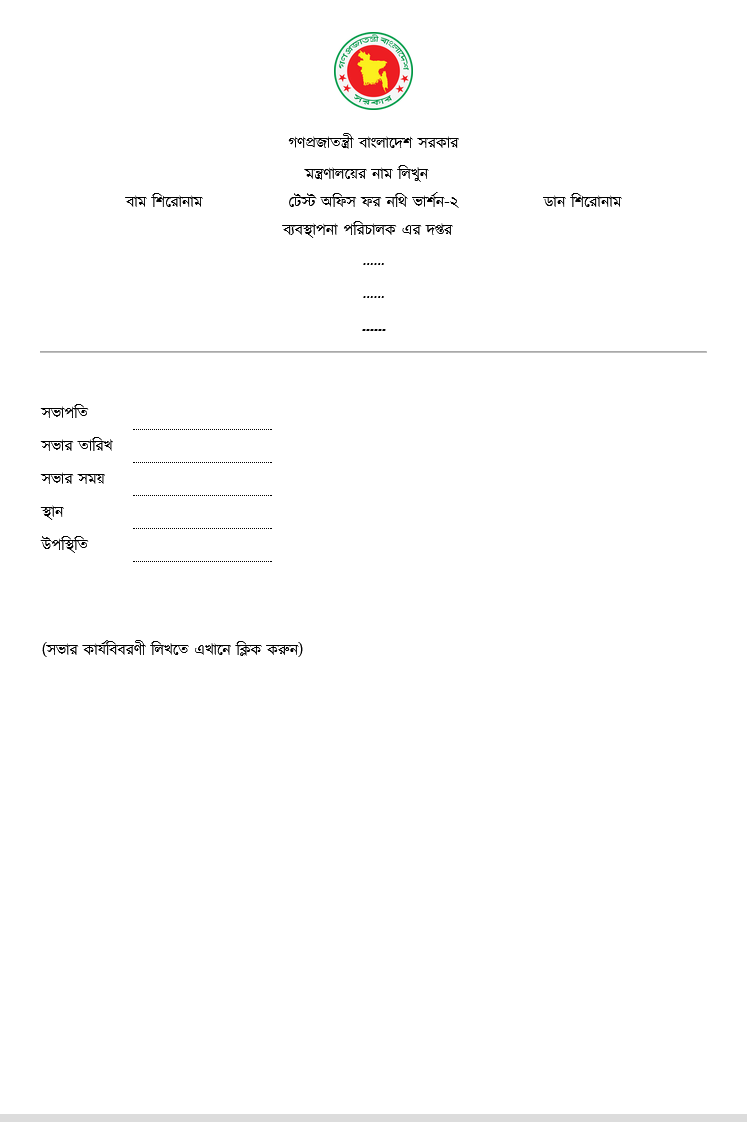 গণপ্রজাতন্ত্রী বাংলাদেশ
সরকার
গণপ্রজাতন্ত্রী বাংলাদেশ সরকার
মন্ত্রণালয়ের নাম লিখুন
বাম শিরোনাম টেস্ট অফিস ফর নথি ভার্শন-২ ডান শিরোনাম
ব্যবস্থাপনা পরিচালক এর দপ্তর
......
......
......
সভাপতি
সভার তারিখ
সভার সময়
স্থান
উপস্থিতি
(সভার কার্যবিবরণী লিখতে এখানে ক্লিক করুন)